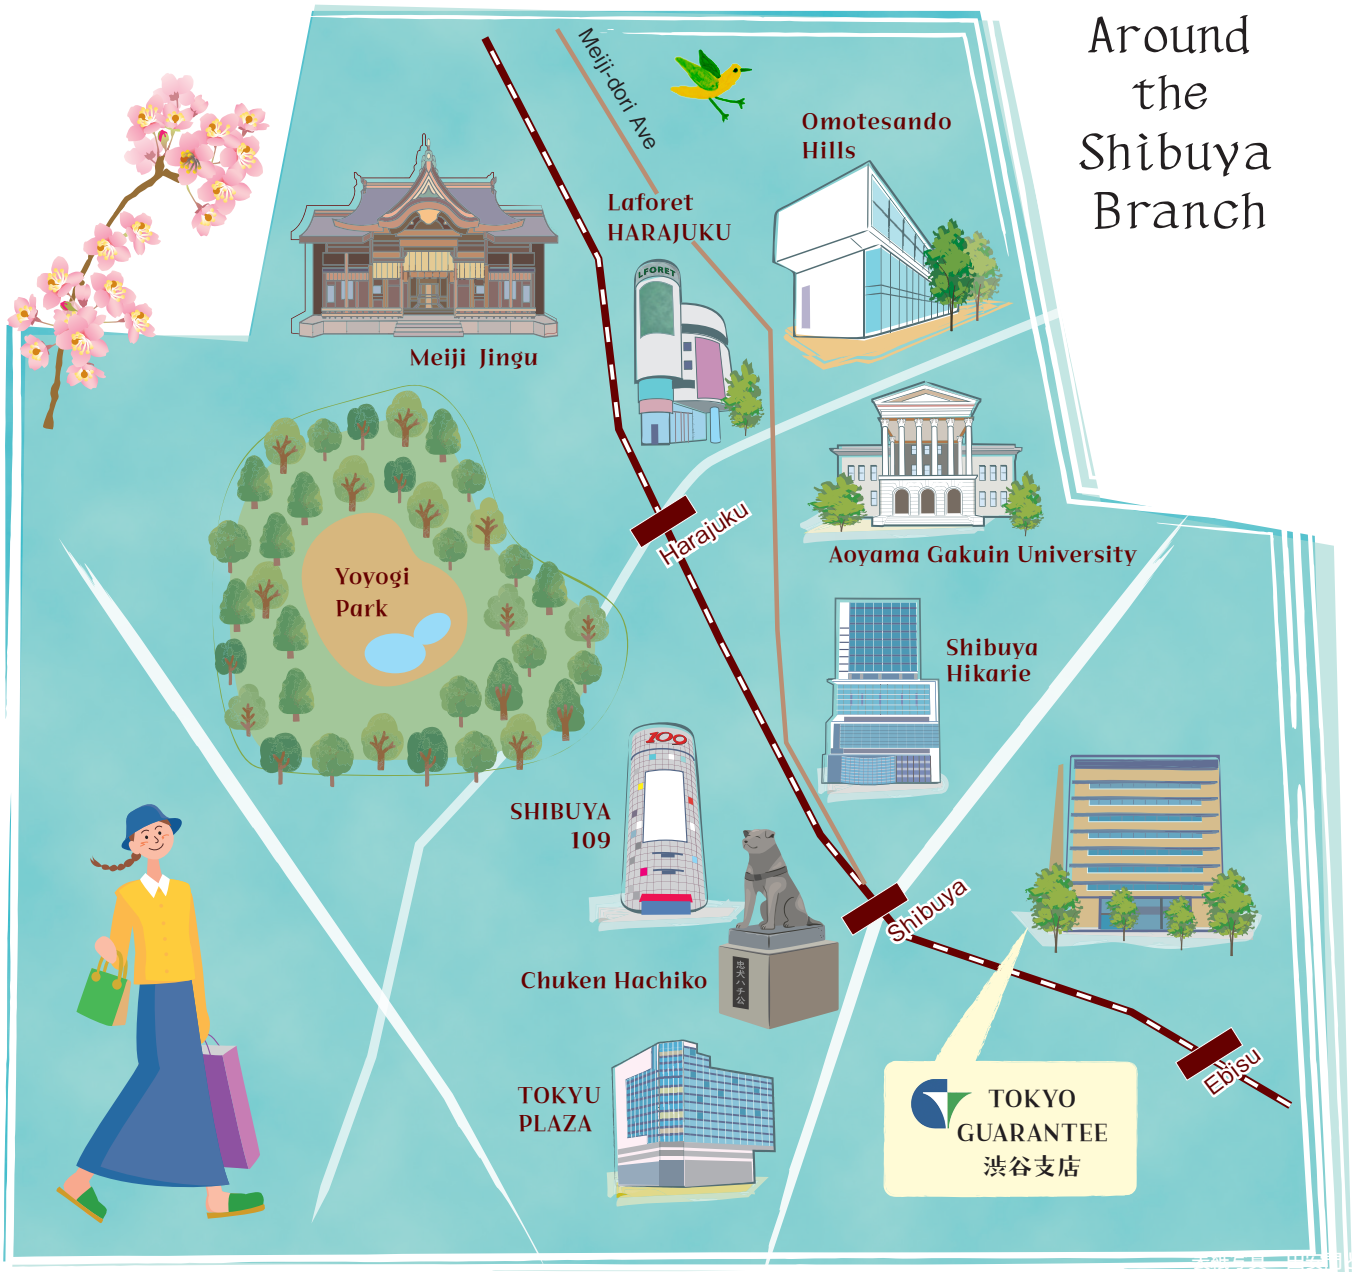 Around
the
Shibuya
Branch
Meiji-dori Ave
Omotesando
Hills
Laforet
HARAJUKU
LFORET
Meiji Jingu
Harajuku
Aoyama Gakuin University
Yoyogi
Park
Shibuya
Hikarie
109
SHIBUYA
109
Shibuya
Chuken Hachiko
忠犬ハチ公
Ebisu
TOKYU
PLAZA
TOKYO
GUARANTEE
渋谷支店